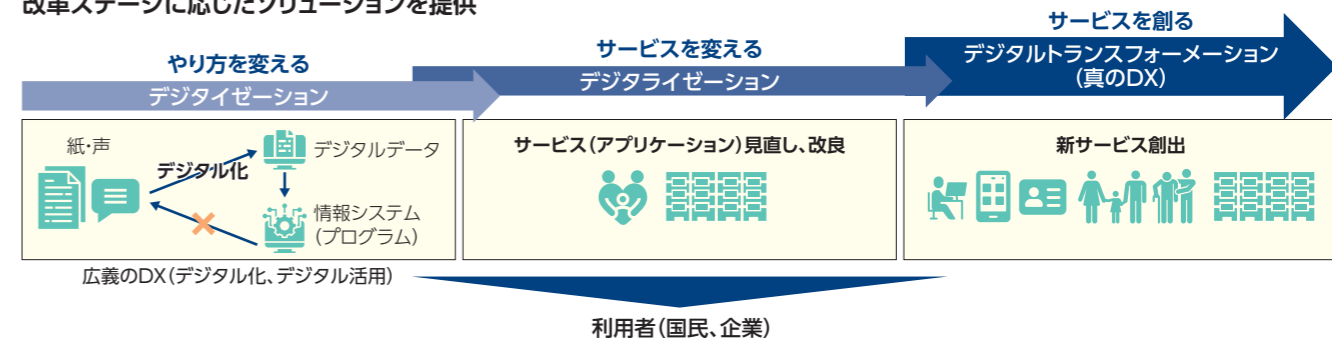 改革ステージに応じたソリューションを提供
やり方を変える
デジタイゼーション
サービスを変える
デジタライゼーション
サービスを創る
デジタルトランスフォーメーション
(真のDX)
紙・声
デジタル化
デジタルデータ
情報システム
(プログラム)
サービス(アプリケーション)見直し、改良
新サービス創出
広義のDX(デジタル化、デジタル活用)
利用者(国民、企業)